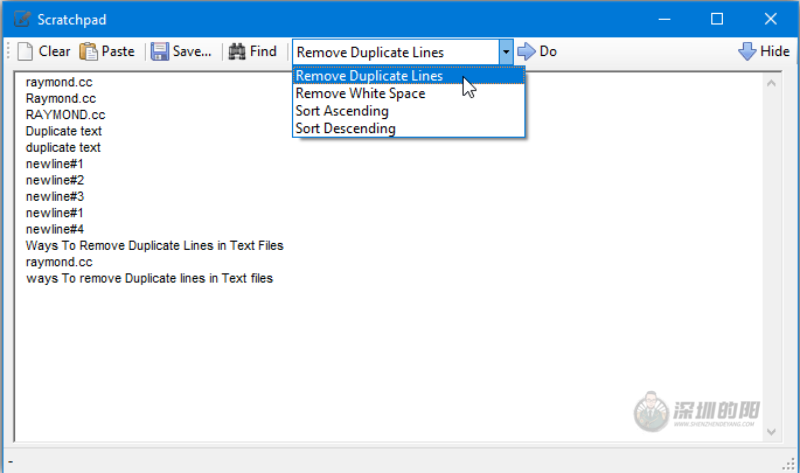 Scratchpad
Clear Paste Save... Find Remove Duplicate Lines Do Hide
Remove Duplicate Lines
Remove White Space
Sort Ascending
Sort Descending
raymond.cc
Raymond.cc
RAYMOND.cc
Duplicate text
duplicate text
newline#1
newline#2
newline#3
newline#1
newline#4
Ways To Remove Duplicate Lines in Text Files
raymond.cc
ways To remove Duplicate lines in Text files
深圳的阳
WWW.SHENZHENDEYANG.COM
-